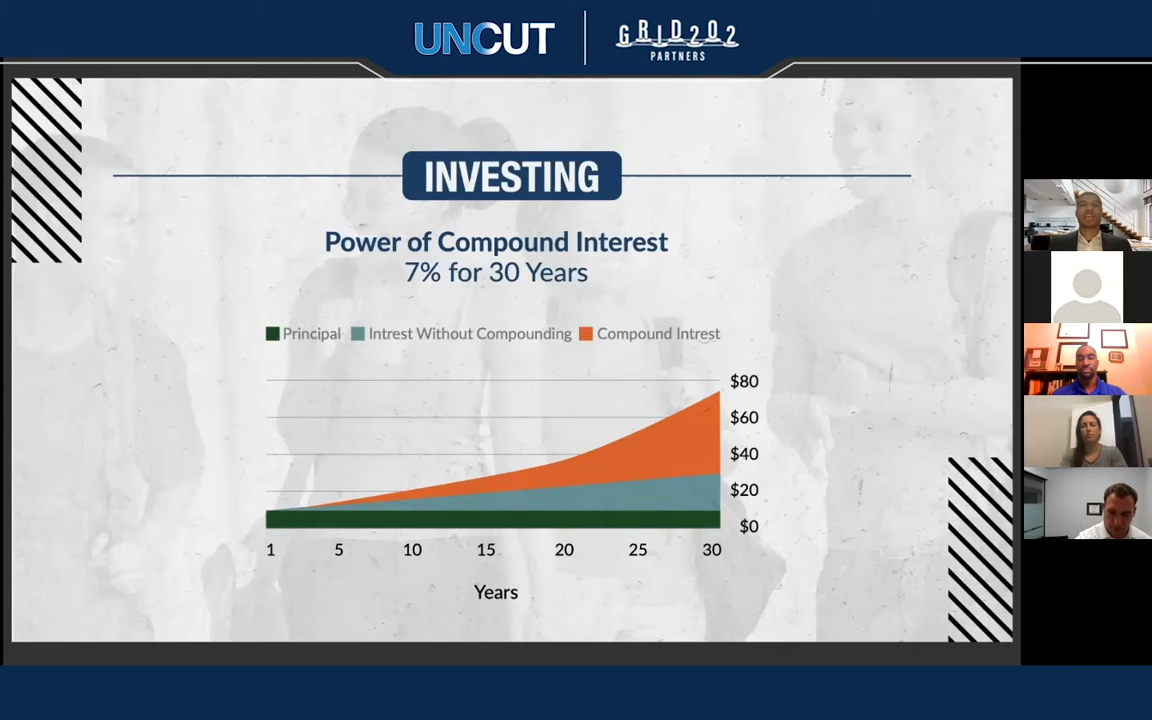 UNCUT
GRID202
PARTNERS
INVESTING
Power of Compound Interest
7% for 30 Years
Principal Intrest Without Compounding Compound Intrest
$80
$60
$40
$20
$0
1 5 10 15 20 25 30
Years